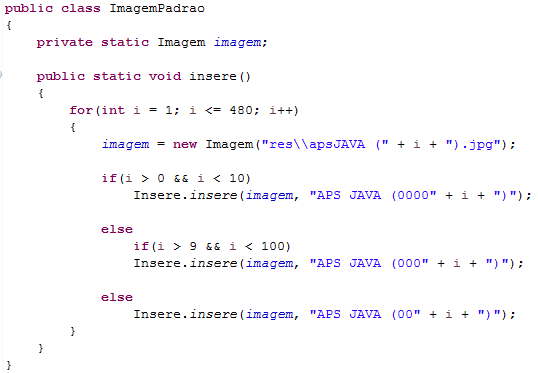 public class ImagemPadrao
{
    private static Imagem imagem;

    public static void insere()
    {
        for(int i = 1; i <= 480; i++)
        {
            imagem = new Imagem("res\\apsJAVA (" + i + ").jpg");

            if(i > 0 && i < 10)
                Insere.insere(imagem, "APS JAVA (0000" + i + ")");

            else
                if(i > 9 && i < 100)
                Insere.insere(imagem, "APS JAVA (000" + i + ")");

            else
                Insere.insere(imagem, "APS JAVA (00" + i + ")");
        }
    }
}